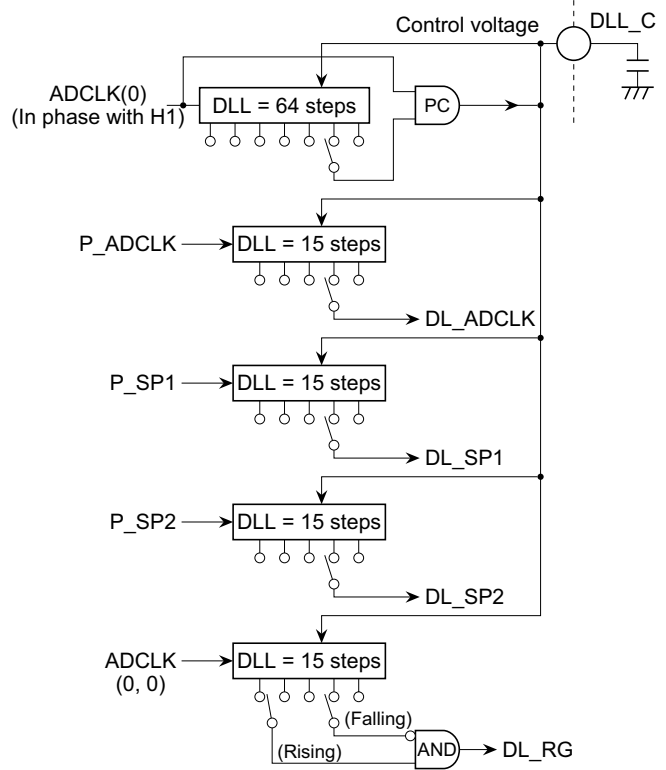 Control voltage
DLL_C
ADCLK(0)
(In phase with H1)
DLL = 64 steps
PC
P_ADCLK
DLL = 15 steps
DL_ADCLK
P_SP1
DLL = 15 steps
DL_SP1
P_SP2
DLL = 15 steps
DL_SP2
ADCLK
(0, 0)
DLL = 15 steps
(Falling)
(Rising)
AND
DL_RG